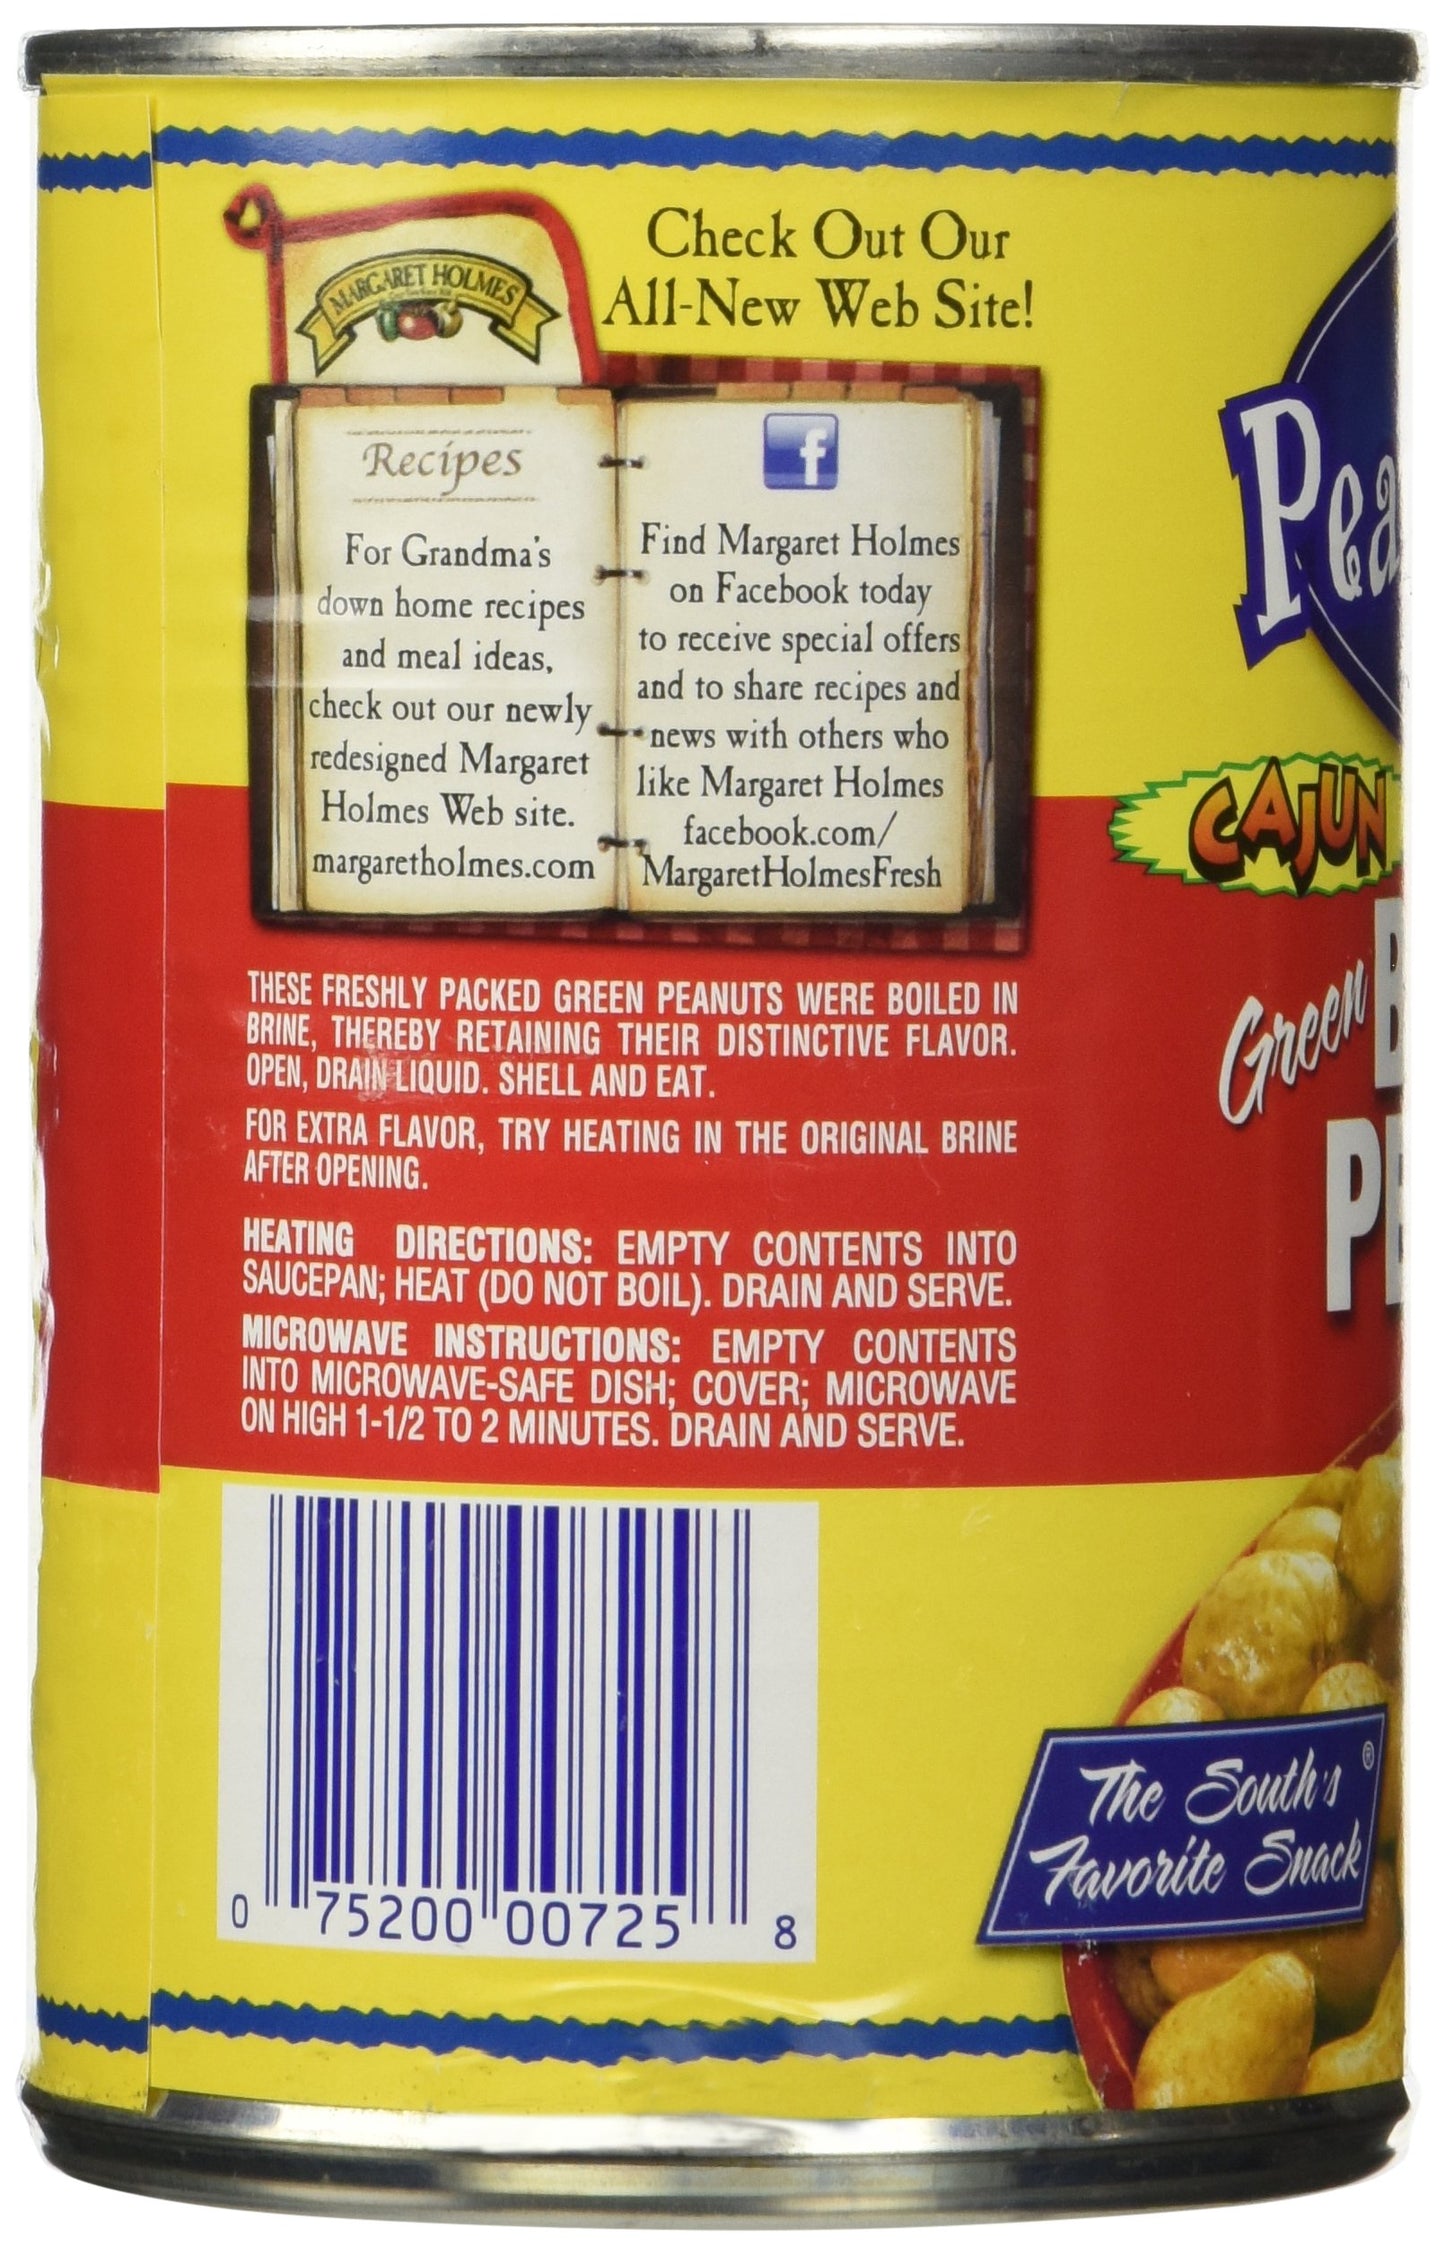 Check Out Our
All-New Web Site!
MARGARET HOLMES
Recipes
For Grandma's
down home recipes
and meal ideas,
check out our newly
redesigned Margaret
Holmes Web site.
margaretholmes.com
f
Find Margaret Holmes
on Facebook today
to receive special offers
and to share recipes and
news with others who
like Margaret Holmes
facebook.com/
MargaretHolmesFresh
THESE FRESHLY PACKED GREEN PEANUTS WERE BOILED IN
BRINE, THEREBY RETAINING THEIR DISTINCTIVE FLAVOR.
OPEN, DRAIN LIQUID. SHELL AND EAT.
FOR EXTRA FLAVOR, TRY HEATING IN THE ORIGINAL BRINE
AFTER OPENING.
HEATING DIRECTIONS: EMPTY CONTENTS INTO
SAUCEPAN; HEAT (DO NOT BOIL). DRAIN AND SERVE.
MICROWAVE INSTRUCTIONS: EMPTY CONTENTS
INTO MICROWAVE-SAFE DISH; COVER; MICROWAVE
ON HIGH 1-1/2 TO 2 MINUTES. DRAIN AND SERVE.
0 75200 00725 8
Pea
CAJUN
Green B
PE
The South's
Favorite Snack®